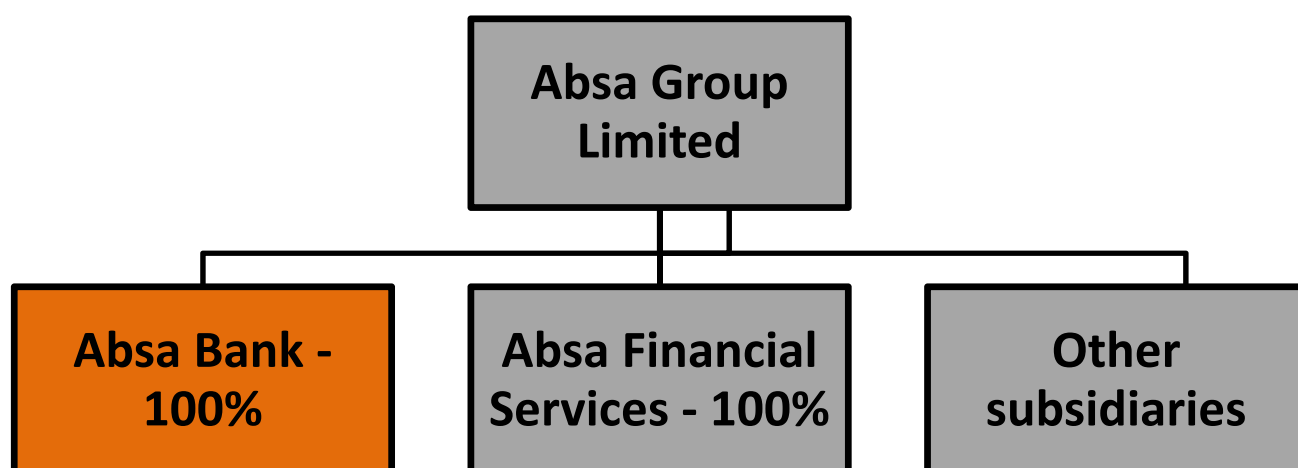 Absa Group
Limited
Absa Bank -
100%
Absa Financial
Services - 100%
Other
subsidiaries